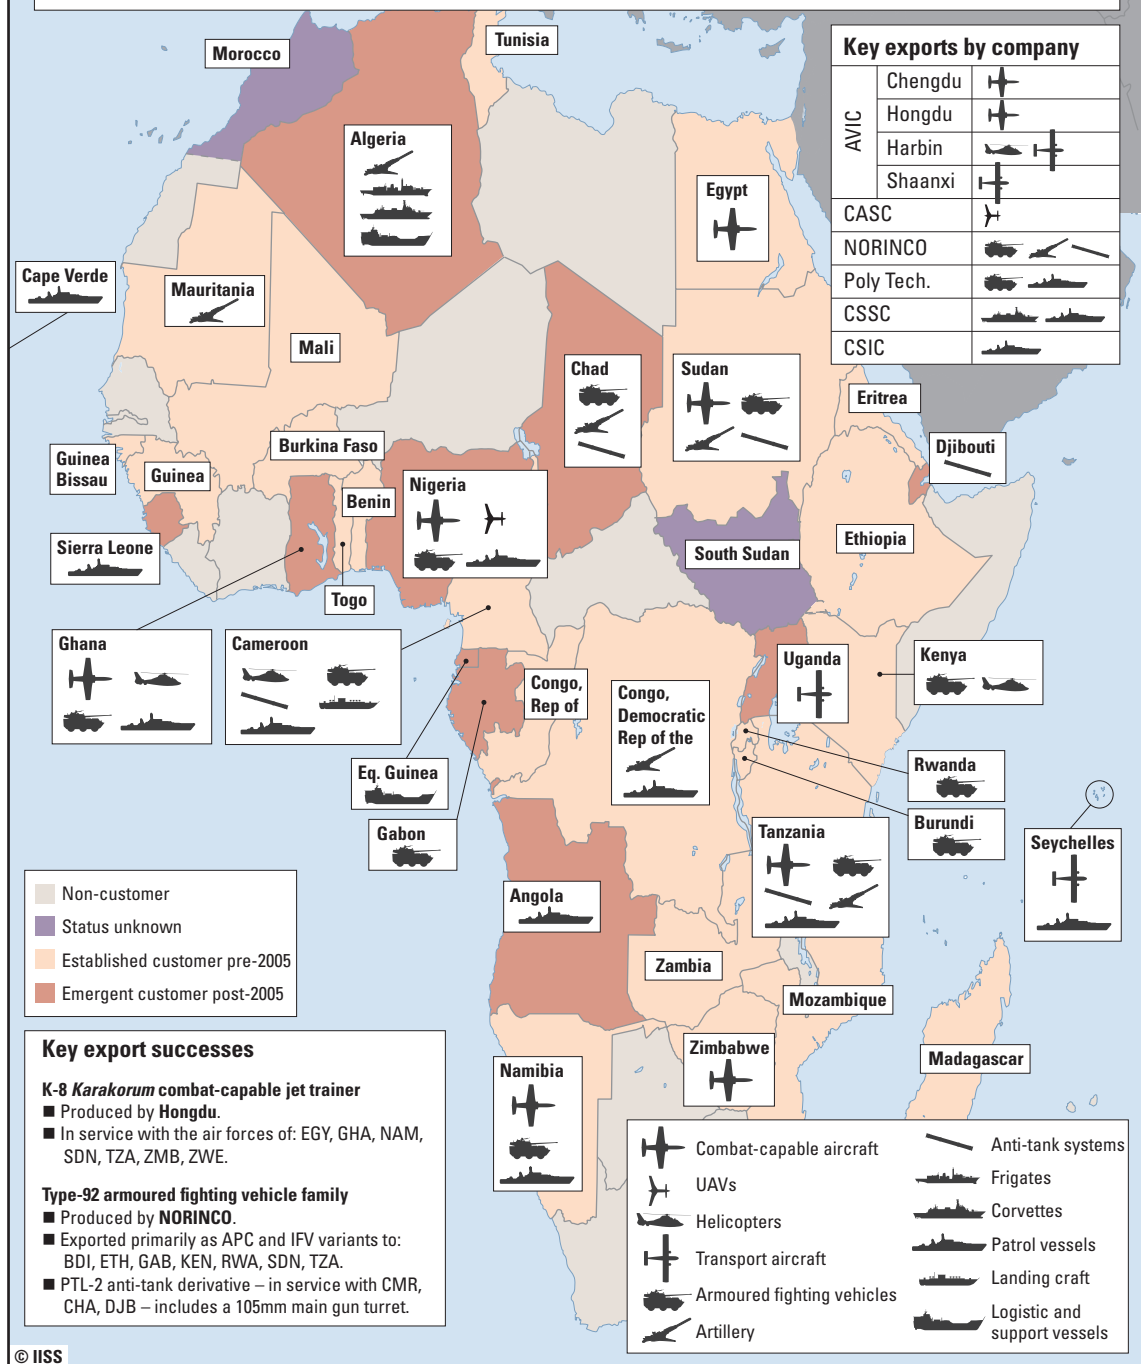 Morocco
Tunisia
Key exports by company
AVIC
Chengdu
Hongdu
Harbin
Shaanxi
CASC
NORINCO
Poly Tech.
CSSC
CSIC
Algeria
Egypt
Cape Verde
Mauritania
Mali
Chad
Sudan
Eritrea
Djibouti
Burkina Faso
Guinea
Bissau
Guinea
Benin
Nigeria
Sierra Leone
Togo
South Sudan
Ethiopia
Ghana
Cameroon
Congo,
Rep of
Congo,
Democratic
Rep of the
Uganda
Kenya
Eq. Guinea
Gabon
Rwanda
Burundi
Seychelles
Tanzania
Angola
Zambia
Mozambique
Zimbabwe
Namibia
Madagascar
Non-customer
Status unknown
Established customer pre-2005
Emergent customer post-2005
Key export successes
K-8 Karakorum combat-capable jet trainer
■ Produced by Hongdu.
■ In service with the air forces of: EGY, GHA, NAM,
SDN, TZA, ZMB, ZWE.
Type-92 armoured fighting vehicle family
■ Produced by NORINCO.
■ Exported primarily as APC and IFV variants to:
BDI, ETH, GAB, KEN, RWA, SDN, TZA.
■ PTL-2 anti-tank derivative – in service with CMR,
CHA, DJB – includes a 105mm main gun turret.
Combat-capable aircraft
UAVs
Helicopters
Transport aircraft
Armoured fighting vehicles
Artillery
Anti-tank systems
Frigates
Corvettes
Patrol vessels
Landing craft
Logistic and
support vessels
© IISS